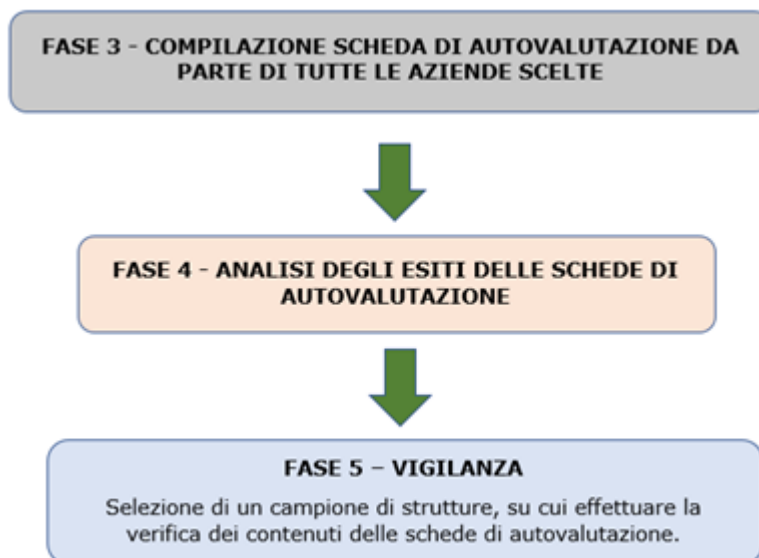 FASE 3 - COMPILAZIONE SCHEDA DI AUTOVALUTAZIONE DA
PARTE DI TUTTE LE AZIENDE SCELTE
FASE 4 - ANALISI DEGLI ESITI DELLE SCHEDE DI
AUTOVALUTAZIONE
FASE 5 – VIGILANZA
Selezione di un campione di strutture, su cui effettuare la
verifica dei contenuti delle schede di autovalutazione.